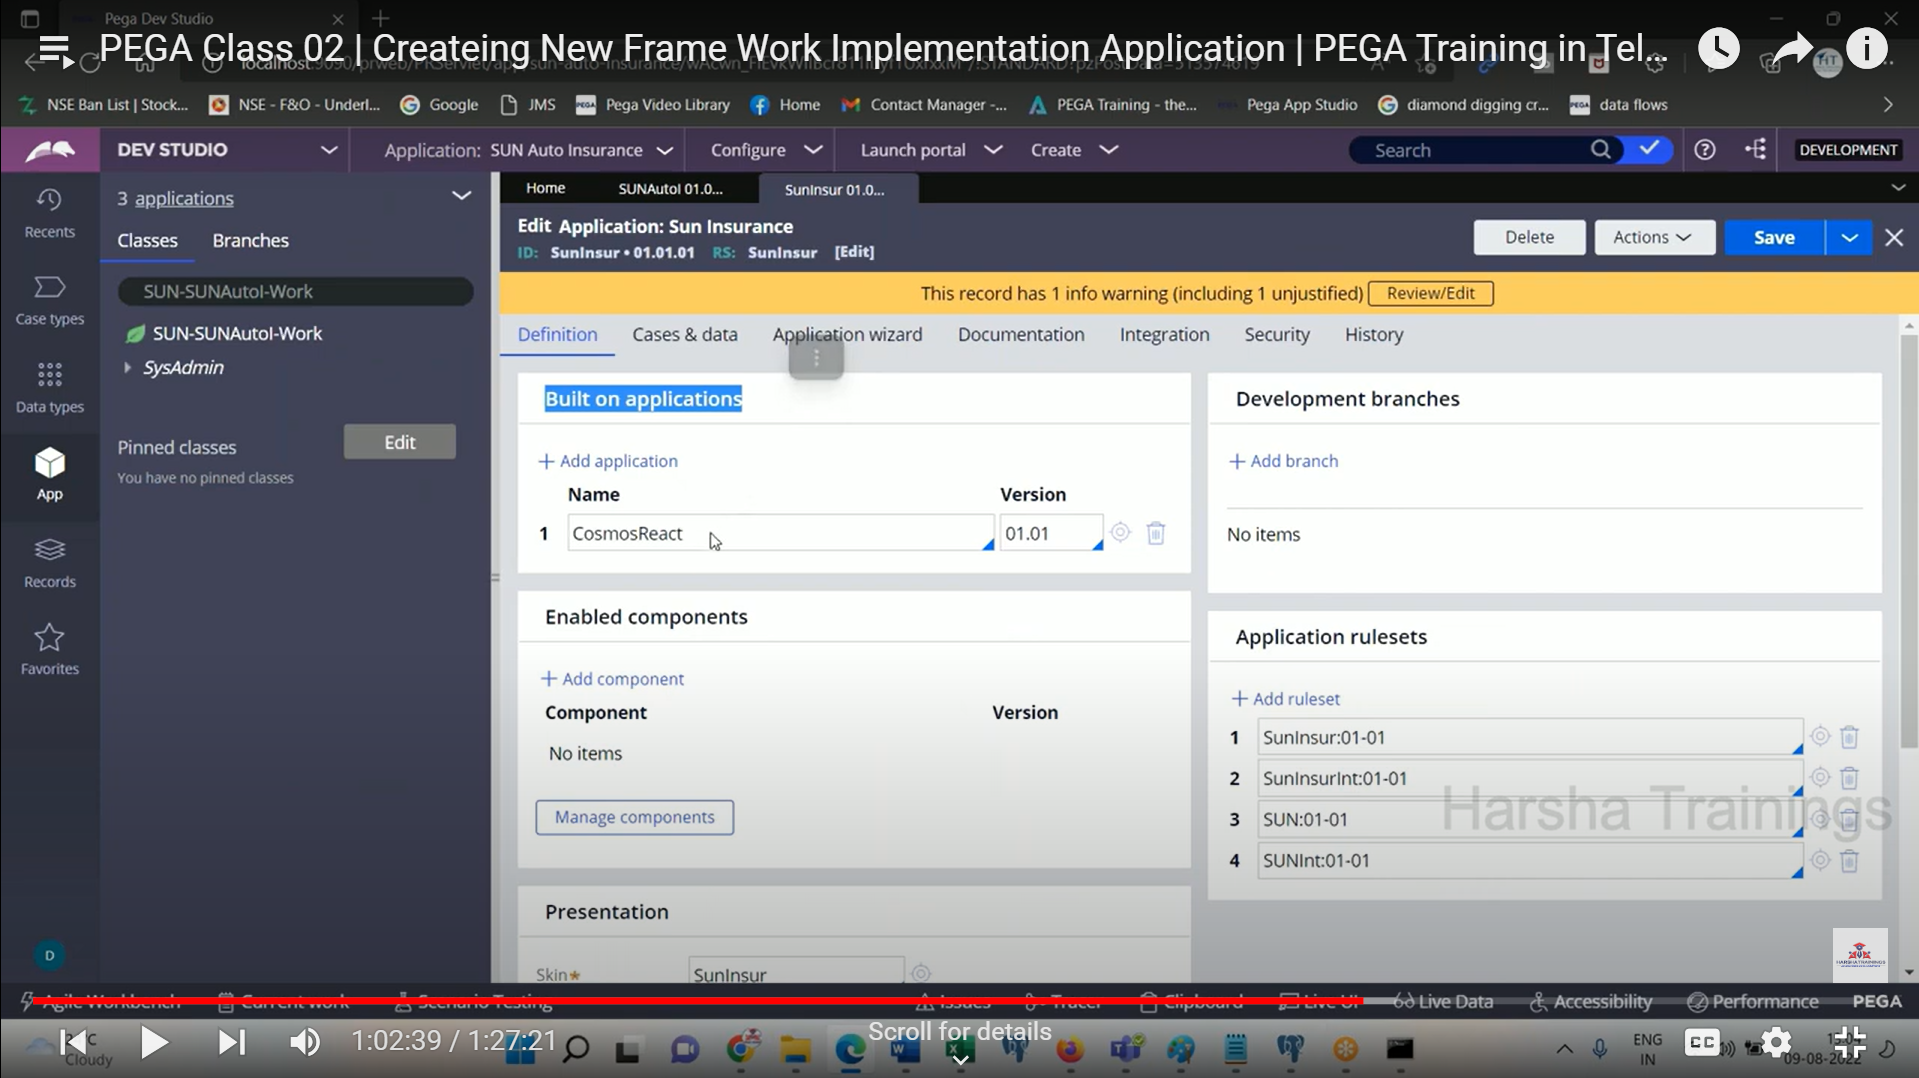 Pega Dev Studio
PEGA Class 02 | Createing New Frame Work Implementation Application | PEGA Training in Tel...
NSE Ban List | Stock...
NSE - F&O - Underl...
Google
JMS
Pega Video Library
Home
Contact Manager -...
PEGA Training - the...
Pega App Studio
diamond digging cr...
data flows
DEV STUDIO
Application: SUN Auto Insurance
Configure
Launch portal
Create
Search
DEVELOPMENT
Recents
Case types
Data types
App
Records
Favorites
D
3 applications
Classes
Branches
SUN-SUNAutoI-Work
SUN-SUNAutoI-Work
SysAdmin
Pinned classes
Edit
You have no pinned classes
Home
SUNAutoI 01.0...
SunInsur 01.0...
Edit Application: Sun Insurance
ID: SunInsur • 01.01.01 RS: SunInsur [Edit]
Delete
Actions
Save
This record has 1 info warning (including 1 unjustified) Review/Edit
Definition
Cases & data
Application wizard
Documentation
Integration
Security
History
Built on applications
+ Add application
Name Version
1 CosmosReact 01.01
Enabled components
+ Add component
Component Version
No items
Manage components
Presentation
Skin★ SunInsur
Development branches
+ Add branch
No items
Application rulesets
+ Add ruleset
1 SunInsur:01-01
2 SunInsurInt:01-01
3 SUN:01-01
4 SUNInt:01-01
Harsha Trainings
HARSHA TRAININGS
Agile Workbench
Current work
Scenario Testing
Issues
Tracer
Clipboard
Live UI
Live Data
Accessibility
Performance
PEGA
1:02:39 / 1:27:21
Scroll for details
Cloudy
ENG
IN
CC
09-08-2022